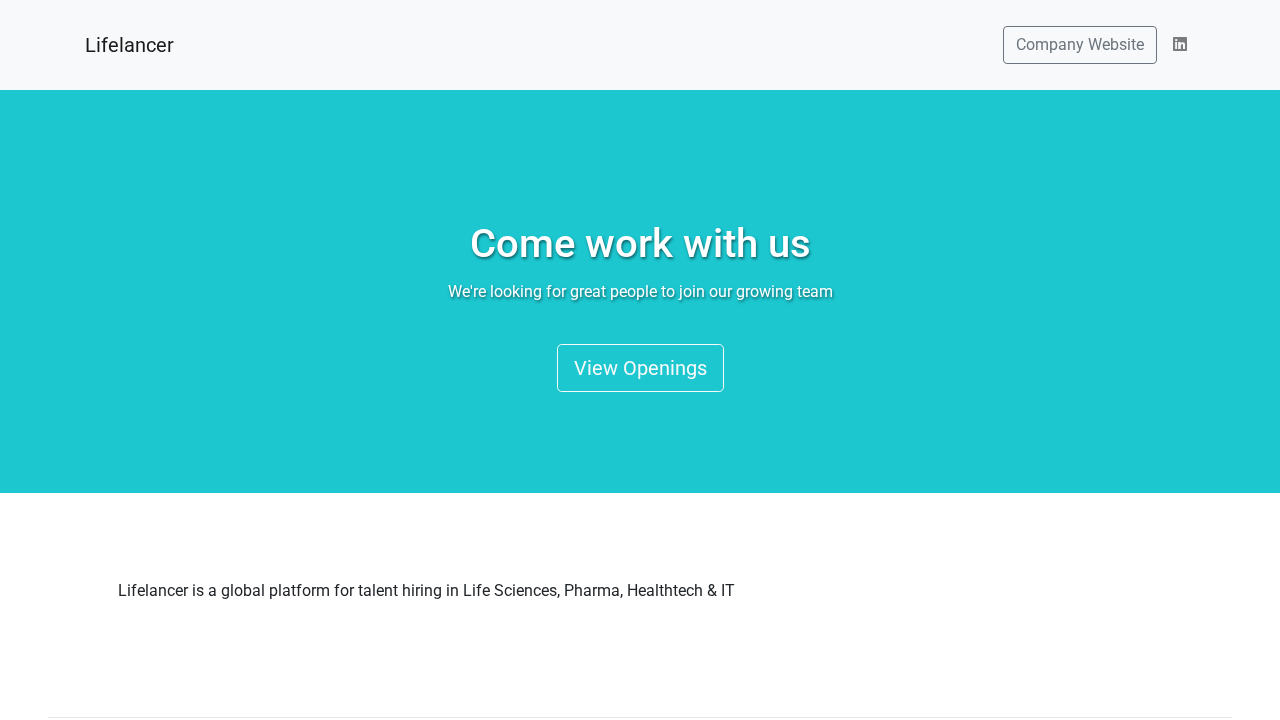 Lifelancer
Company Website
Come work with us
We're looking for great people to join our growing team
View Openings
Lifelancer is a global platform for talent hiring in Life Sciences, Pharma, Healthtech & IT